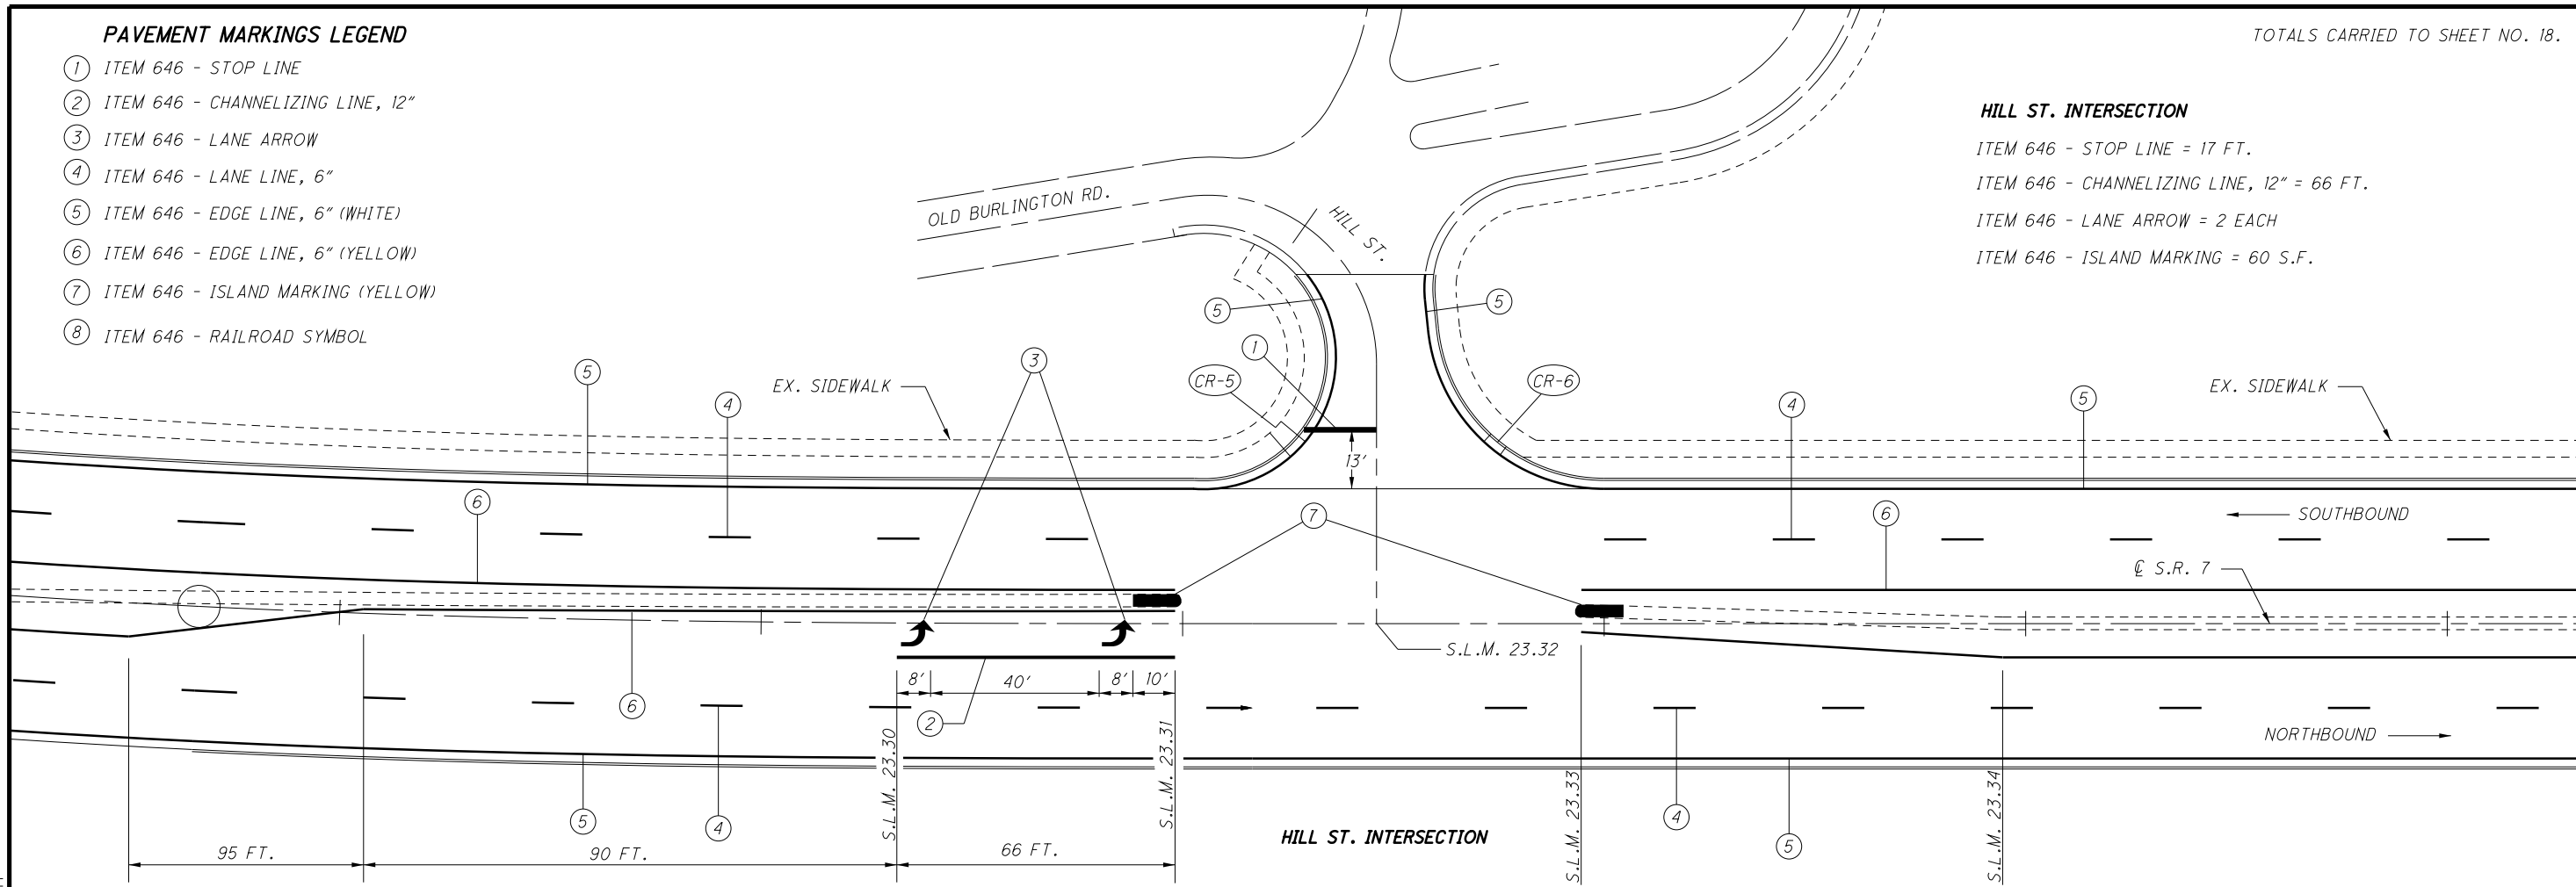 PAVEMENT MARKINGS LEGEND
1 ITEM 646 - STOP LINE
2 ITEM 646 - CHANNELIZING LINE, 12"
3 ITEM 646 - LANE ARROW
4 ITEM 646 - LANE LINE, 6"
5 ITEM 646 - EDGE LINE, 6" (WHITE)
6 ITEM 646 - EDGE LINE, 6" (YELLOW)
7 ITEM 646 - ISLAND MARKING (YELLOW)
8 ITEM 646 - RAILROAD SYMBOL
TOTALS CARRIED TO SHEET NO. 18.
HILL ST. INTERSECTION
ITEM 646 - STOP LINE = 17 FT.
ITEM 646 - CHANNELIZING LINE, 12" = 66 FT.
ITEM 646 - LANE ARROW = 2 EACH
ITEM 646 - ISLAND MARKING = 60 S.F.
OLD BURLINGTON RD.
HILL ST.
5
5
1
3
5
CR-5
CR-6
EX. SIDEWALK
EX. SIDEWALK
4
4
5
13'
6
7
6
SOUTHBOUND
℄ S.R. 7
S.L.M. 23.32
8'
40'
8'
10'
6
2
NORTHBOUND
S.L.M. 23.30
S.L.M. 23.31
S.L.M. 23.33
S.L.M. 23.34
5
4
4
5
HILL ST. INTERSECTION
95 FT.
90 FT.
66 FT.